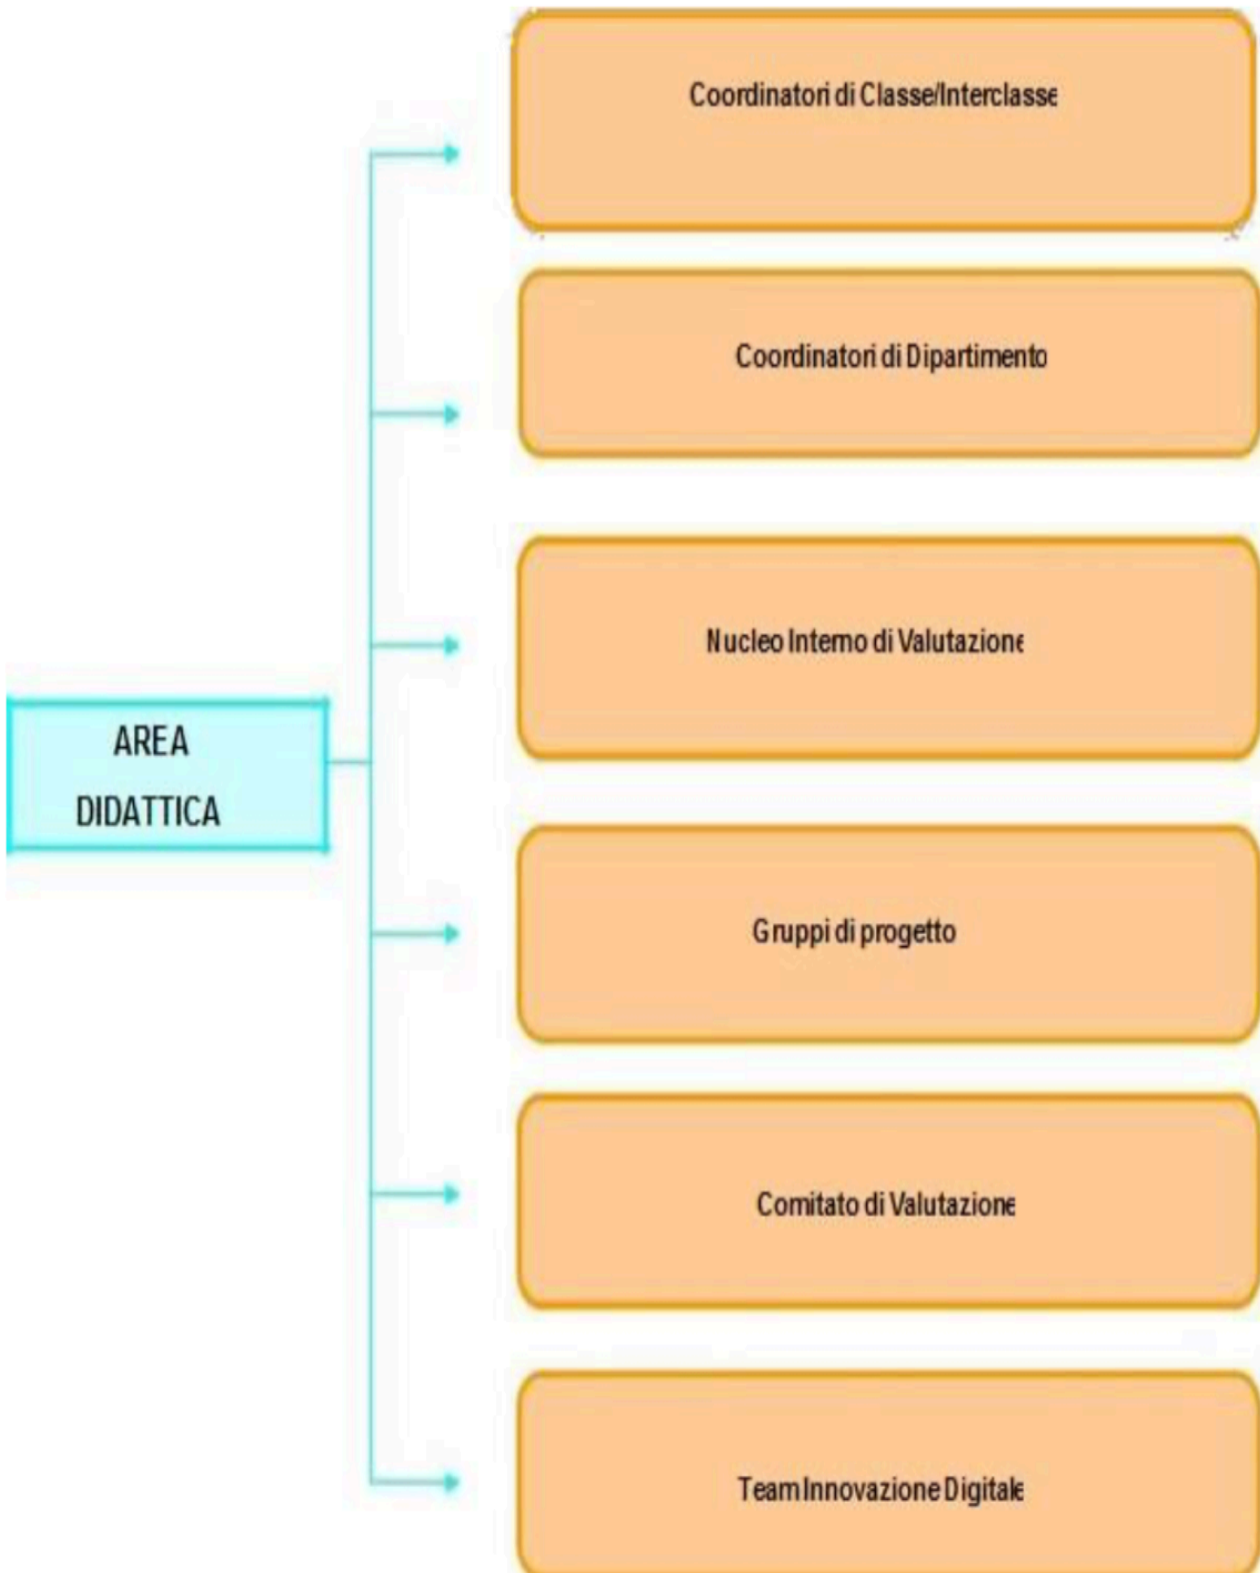 Coordinatori di Classe/Interclasse
Coordinatori di Dipartimento
Nucleo Interno di Valutazione
AREA
DIDATTICA
Gruppi di progetto
Comitato di Valutazione
Team Innovazione Digitale